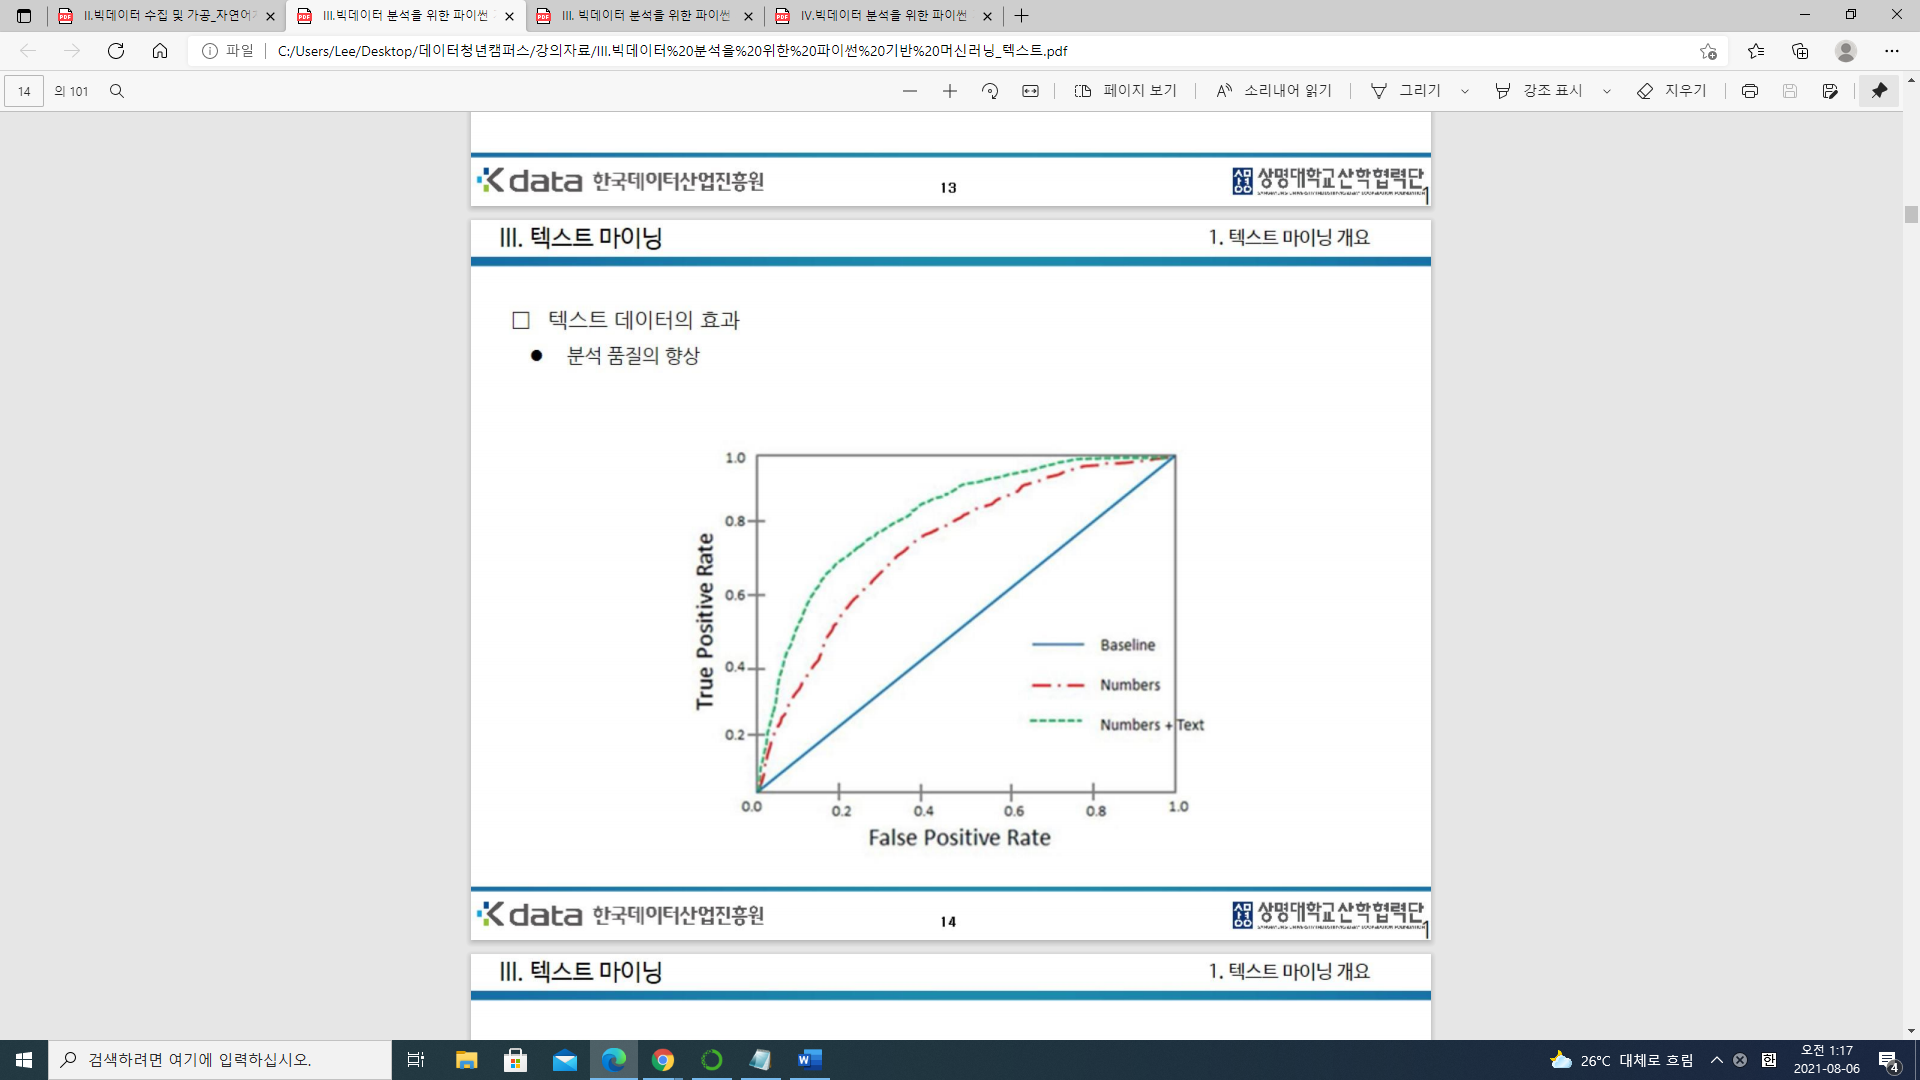 II.빅데이터 수집 및 가공_자연어
III.빅데이터 분석을 위한 파이썬
III. 빅데이터 분석을 위한 파이썬
IV.빅데이터 분석을 위한 파이썬
파일
C:/Users/Lee/Desktop/데이터청년캠퍼스/강의자료/III.빅데이터%20분석을%20위한%20파이썬%20기반%20머신러닝_텍스트.pdf
14 의 101
페이지 보기
소리내어 읽기
그리기
강조 표시
지우기
Kdata 한국데이터산업진흥원
13
상명대학교산학협력단
1
III. 텍스트 마이닝
1. 텍스트 마이닝 개요
□ 텍스트 데이터의 효과
● 분석 품질의 향상
1.0
0.8
0.6
0.4
0.2
0.0
True Positive Rate
Baseline
Numbers
Numbers + Text
0.2 0.4 0.6 0.8 1.0
False Positive Rate
Kdata 한국데이터산업진흥원
14
상명대학교산학협력단
1
III. 텍스트 마이닝
1. 텍스트 마이닝 개요
검색하려면 여기에 입력하십시오.
26°C 대체로 흐림
한
오전 1:17
2021-08-06
4